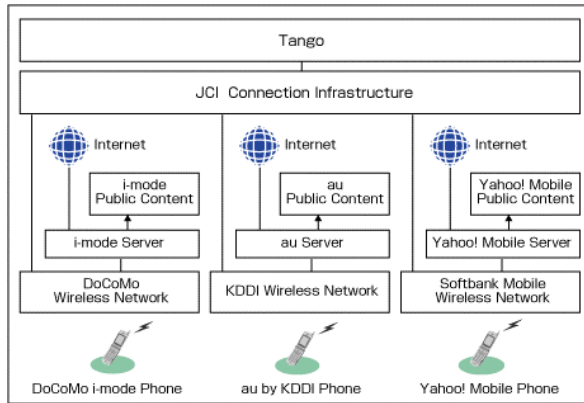 Tango
JCI Connection Infrastructure
Internet
i-mode
Public Content
i-mode Server
DoCoMo
Wireless Network
DoCoMo i-mode Phone
Internet
au
Public Content
au Server
KDDI Wireless Network
au by KDDI Phone
Internet
Yahoo! Mobile
Public Content
Yahoo! Mobile Server
Softbank Mobile
Wireless Network
Yahoo! Mobile Phone